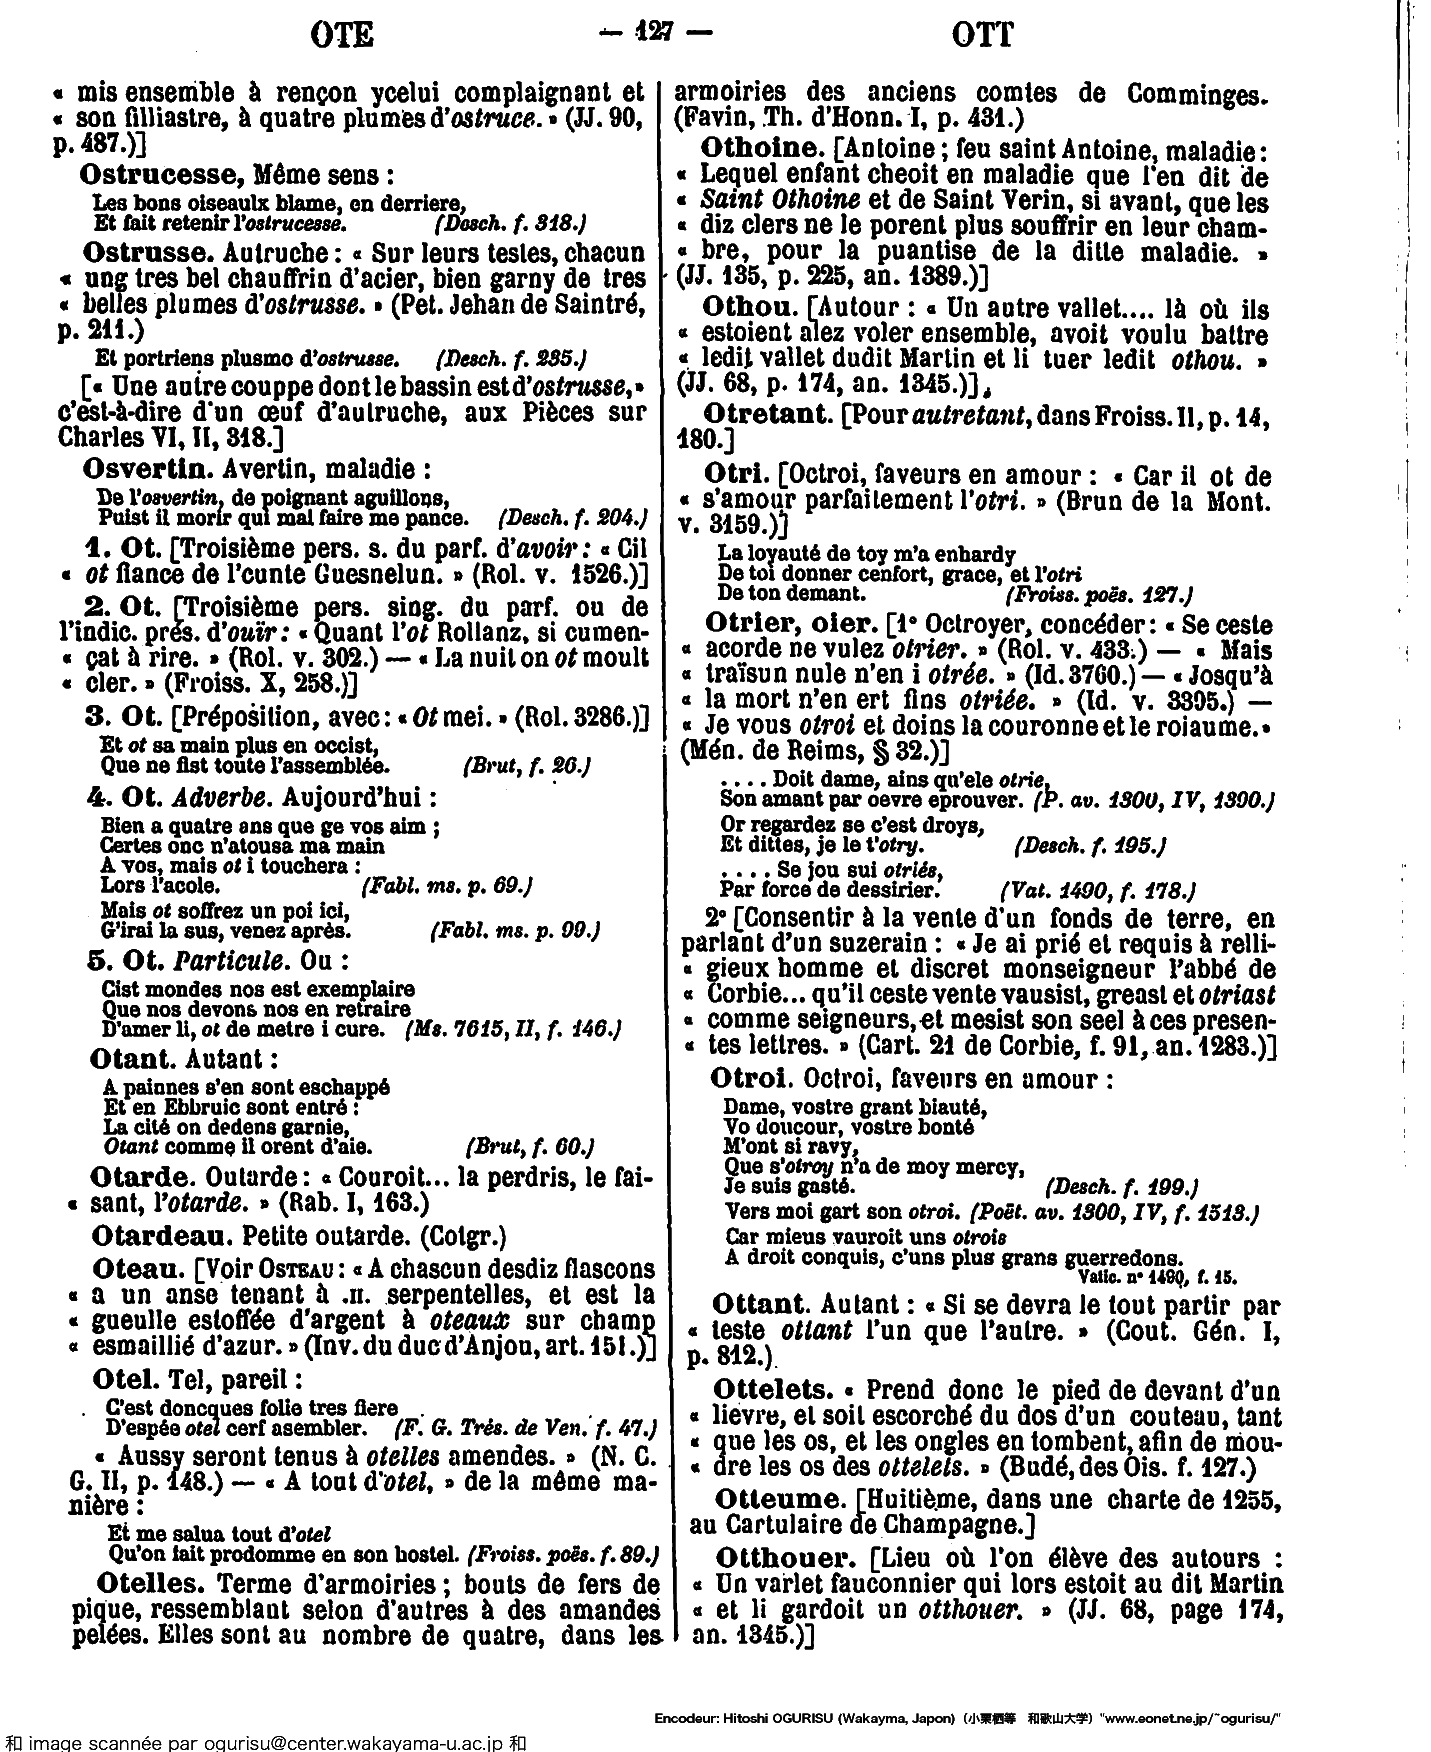 OTE — 127 — OTT
« mis ensemble à rençon ycelui complaignant et
« son filliastre, à quatre plumes d'ostruce. » (JJ. 90,
p. 487.)]
Ostrucesse, Même sens :
Les bons oiseaulx blame, en derriere,
Et fait retenir l'ostrucesse. (Desch. f. 318.)
Ostrusse. Autruche : « Sur leurs testes, chacun
« ung tres bel chauffrin d'acier, bien garny de tres
« belles plumes d'ostrusse. » (Pet. Jehan de Saintré,
p. 211.)
Et portriens plusmo d'ostrusse. (Desch. f. 235.)
[« Une autre couppe dont le bassin est d'ostrusse, »
c'est-à-dire d'un œuf d'autruche, aux Pièces sur
Charles VI, II, 318.]
Osvertin. Avertin, maladie :
De l'osvertin, de poignant aguillons,
Puist il morir qui mal faire me pance. (Desch. f. 204.)
1. Ot. [Troisième pers. s. du parf. d'avoir : « Cil
« ot fiance de l'cunte Guesnelun. » (Rol. v. 1526.)]
2. Ot. [Troisième pers. sing. du parf. ou de
l'indic. prés. d'ouïr : « Quant l'ot Rollanz, si cumen-
« çat à rire. » (Rol. v. 302.) — « La nuit on ot moult
« cler. » (Froiss. X, 258.)]
3. Ot. [Préposition, avec : « Ot mei. » (Rol. 3286.)]
Et ot sa main plus en occist,
Que ne fist toute l'assemblée. (Brut, f. 26.)
4. Ot. Adverbe. Aujourd'hui :
Bien a quatre ans que ge vos aim ;
Certes onc n'atousa ma main
A vos, mais ot i touchera :
Lors l'acole. (Fabl. ms. p. 69.)
Mais ot soffrez un poi ici,
G'irai la sus, venez après. (Fabl. ms. p. 99.)
5. Ot. Particule. Ou :
Cist mondes nos est exemplaire
Que nos devons nos en retraire
D'amer li, ot de metre i cure. (Ms. 7615, II, f. 146.)
Otant. Autant :
A painnes s'en sont eschappé
Et en Ebbruic sont entré :
La cité on dedens garnie,
Otant comme il orent d'aie. (Brut, f. 60.)
Otarde. Outarde : « Couroit... la perdris, le fai-
« sant, l'otarde. » (Rab. I, 163.)
Otardeau. Petite outarde. (Cotgr.)
Oteau. [Voir OSTEAU : « A chascun desdiz flascons
« a un anse tenant à .II. serpentelles, et est la
« gueulle estoffée d'argent à oteaux sur champ
« esmaillié d'azur. » (Inv. du duc d'Anjou, art. 151.)]
Otel. Tel, pareil :
C'est doncques folie tres fiere
D'espée otel cerf asembler. (F. G. Trés. de Ven. f. 47.)
« Aussy seront tenus à otelles amendes. » (N. C.
G. II, p. 148.) — « A tout d'otel, » de la même ma-
nière :
Et me salua tout d'otel
Qu'on fait prodomme en son hostel. (Froiss. poës. f. 89.)
Otelles. Terme d'armoiries ; bouts de fers de
pique, ressemblant selon d'autres à des amandes
pelées. Elles sont au nombre de quatre, dans les
armoiries des anciens comtes de Comminges.
(Favin, Th. d'Honn. I, p. 431.)
Othoine. [Antoine ; feu saint Antoine, maladie :
« Lequel enfant cheoit en maladie que l'en dit de
« Saint Othoine et de Saint Verin, si avant, que les
« diz clers ne le porent plus souffrir en leur cham-
« bre, pour la puantise de la ditte maladie. »
(JJ. 135, p. 225, an. 1389.)]
Othou. [Autour : « Un autre vallet.... là où ils
« estoient alez voler ensemble, avoit voulu battre
« ledit vallet dudit Martin et li tuer ledit othou. »
(JJ. 68, p. 174, an. 1345.)].
Otretant. [Pour autretant, dans Froiss. II, p. 14,
180.]
Otri. [Octroi, faveurs en amour : « Car il ot de
« s'amour parfaitement l'otri. » (Brun de la Mont.
v. 3159.)]
La loyauté de toy m'a enhardy
De toi donner cenfort, grace, et l'otri
De ton demant. (Froiss. poës. 127.)
Otrier, oier. [1° Octroyer, concéder : « Se ceste
« acorde ne vulez otrier. » (Rol. v. 433.) — « Mais
« traïsun nule n'en i otrée. » (Id. 3760.) — « Josqu'à
« la mort n'en ert fins otriée. » (Id. v. 3395.) —
« Je vous otroi et doins la couronne et le roiaume. »
(Mén. de Reims, § 32.)]
.... Doit dame, ains qu'ele otrie,
Son amant par oevre eprouver. (P. av. 1300, IV, 1390.)
Or regardez se c'est droys,
Et dittes, je le t'otry. (Desch. f. 195.)
.... Se jou sui otriés,
Par force de dessirier. (Vat. 1490, f. 178.)
2° [Consentir à la vente d'un fonds de terre, en
parlant d'un suzerain : « Je ai prié et requis à relli-
« gieux homme et discret monseigneur l'abbé de
« Corbie... qu'il ceste vente vausist, greast et otriast
« comme seigneurs, et mesist son seel à ces presen-
« tes lettres. » (Cart. 21 de Corbie, f. 91, an. 1283.)]
Otroi. Octroi, faveurs en amour :
Dame, vostre grant biauté,
Vo doucour, vostre bonté
M'ont si ravy,
Que s'otroy n'a de moy mercy,
Je suis gasté. (Desch. f. 199.)
Vers moi gart son otroi. (Poët. av. 1300, IV, f. 1513.)
Car mieus vauroit uns otrois
A droit conquis, c'uns plus grans guerredons.
Vatic. n° 1490, f. 15.
Ottant. Autant : « Si se devra le tout partir par
« teste ottant l'un que l'autre. » (Cout. Gén. I,
p. 812.)
Ottelets. « Prend donc le pied de devant d'un
« lievre, et soit escorché du dos d'un couteau, tant
« que les os, et les ongles en tombent, afin de mou-
« dre les os des ottelets. » (Budé, des Ois. f. 127.)
Otteume. [Huitième, dans une charte de 1255,
au Cartulaire de Champagne.]
Otthouer. [Lieu où l'on élève des autours :
« Un varlet fauconnier qui lors estoit au dit Martin
« et li gardoit un otthouer. » (JJ. 68, page 174,
an. 1345.)]
Encodeur: Hitoshi OGURISU (Wakayma, Japon) (小栗栖等 和歌山大学) "www.eonet.ne.jp/~ogurisu/"
和 image scannée par ogurisu@center.wakayama-u.ac.jp 和